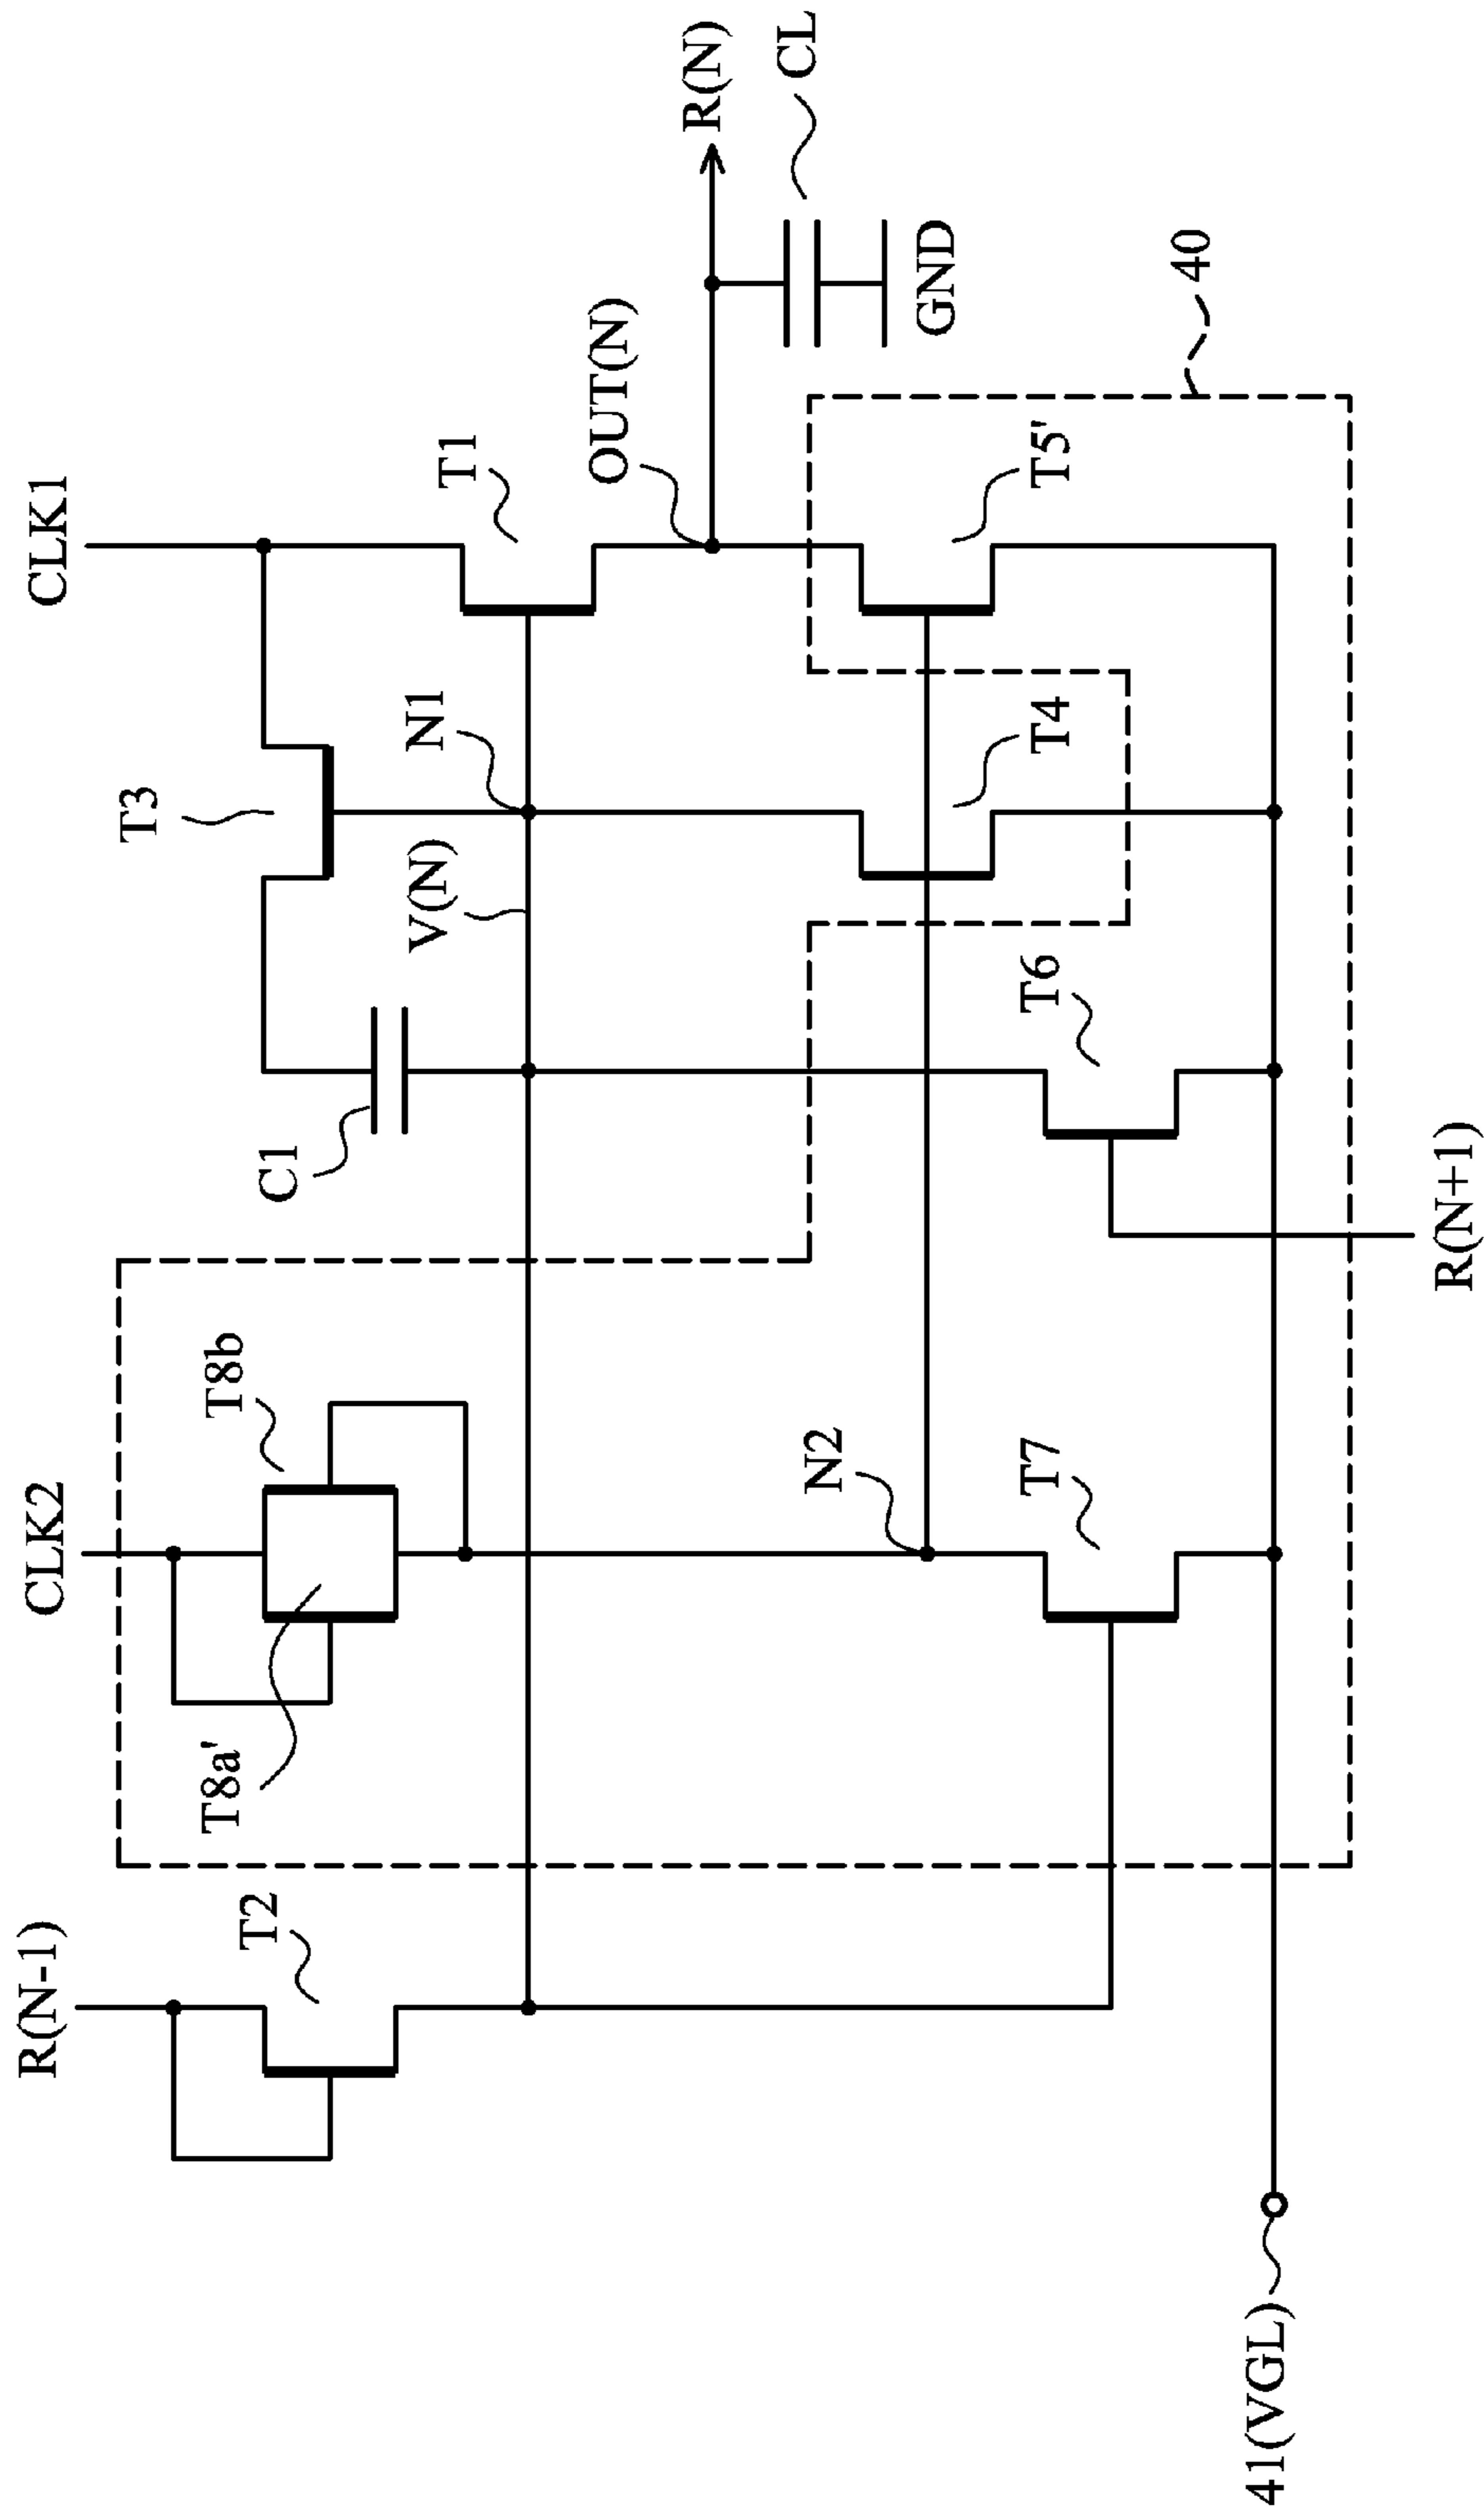 R(N-1)
CLK2
CLK1
T2
T8a'
T8b
C1
T3
V(N)
N1
T1
OUT(N)
R(N)
CL
GND
N2
T7
T6
T4
T5'
40
41(VGL)
R(N+1)